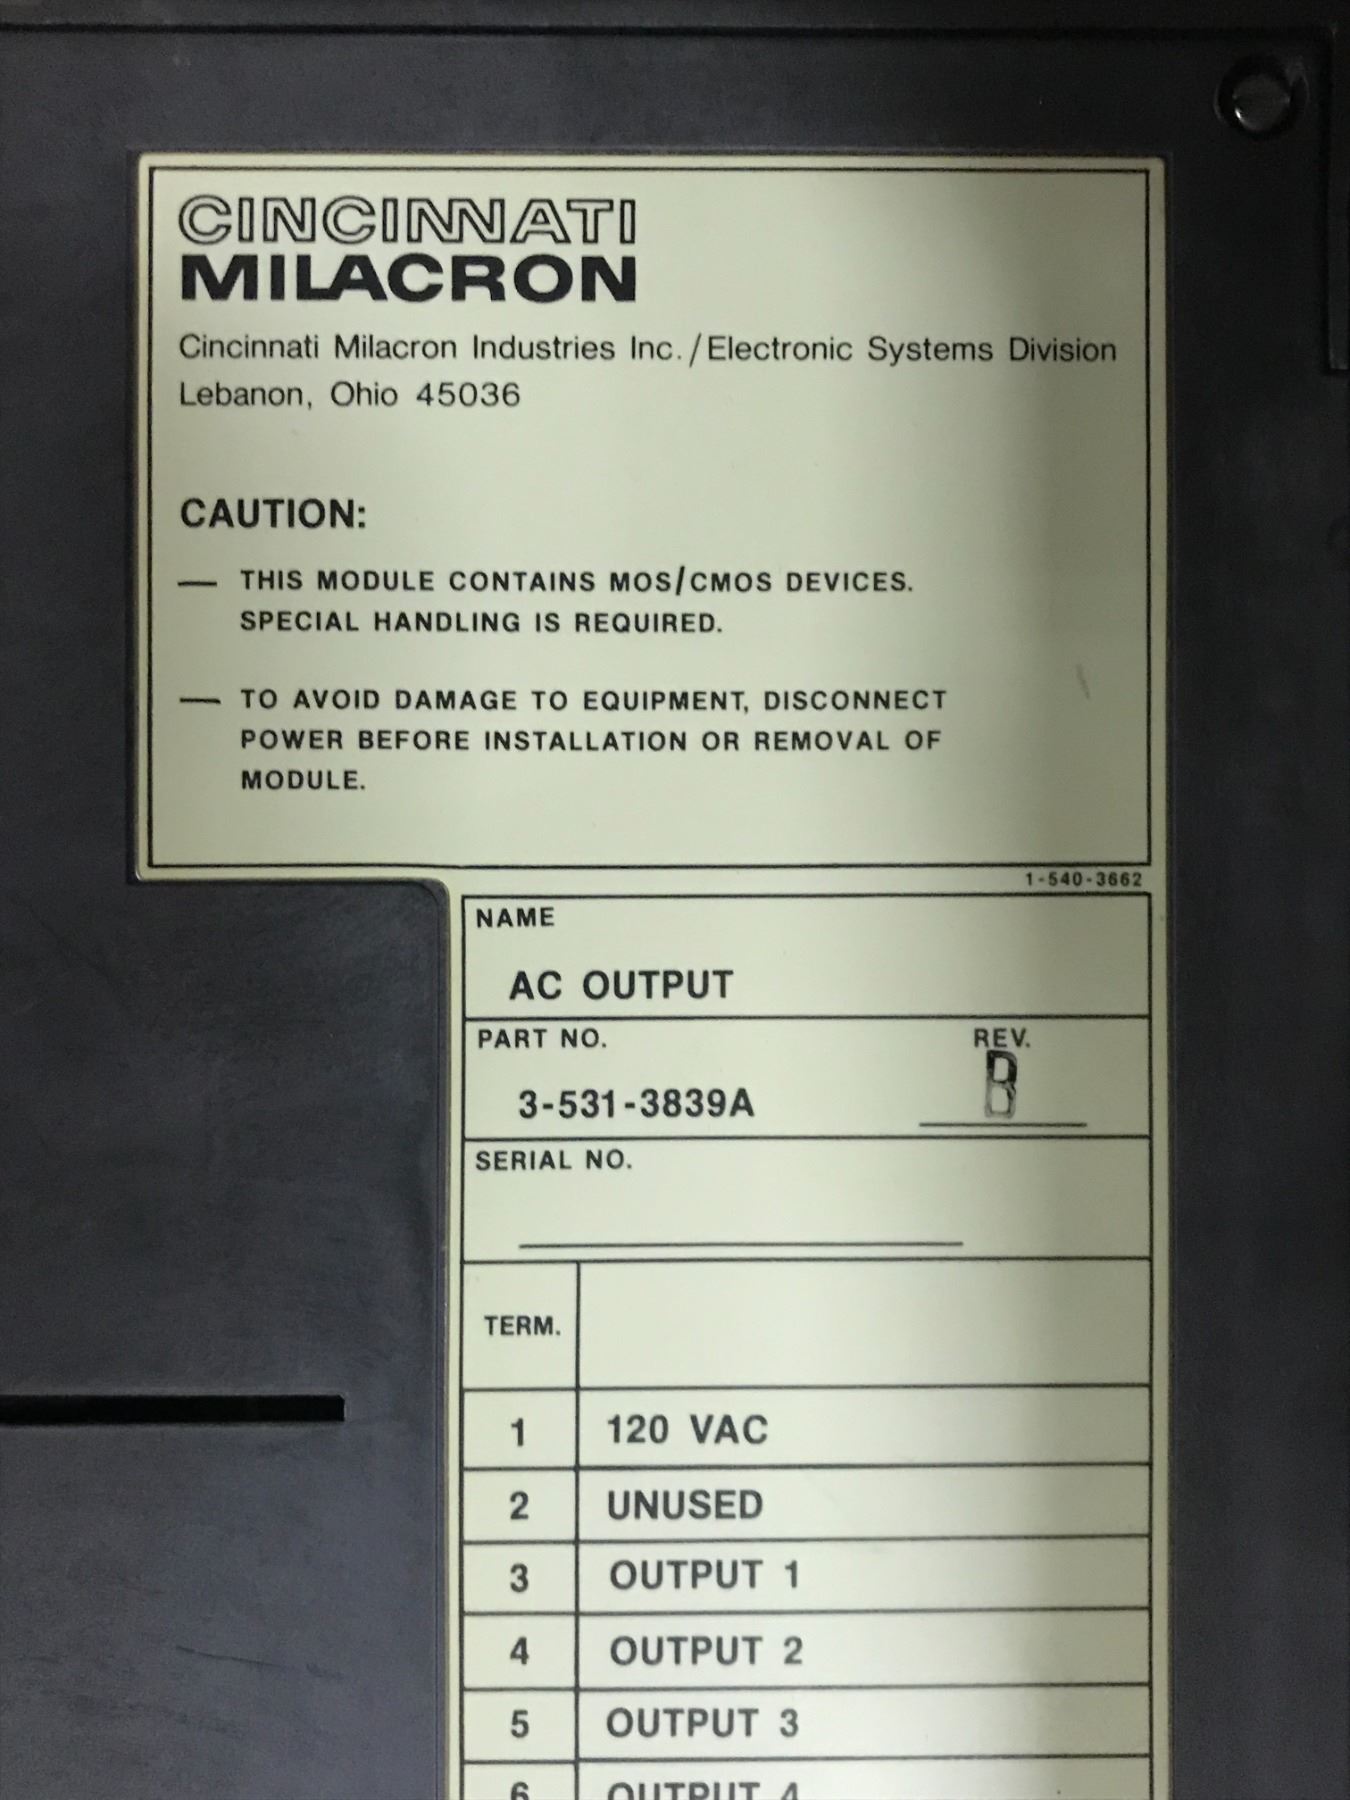 CINCINNATI
MILACRON
Cincinnati Milacron Industries Inc./Electronic Systems Division
Lebanon, Ohio 45036
CAUTION:
— THIS MODULE CONTAINS MOS/CMOS DEVICES.
SPECIAL HANDLING IS REQUIRED.
— TO AVOID DAMAGE TO EQUIPMENT, DISCONNECT
POWER BEFORE INSTALLATION OR REMOVAL OF
MODULE.
1-540-3662
NAME
AC OUTPUT
PART NO. REV.
3-531-3839A B
SERIAL NO.
TERM.
1 120 VAC
2 UNUSED
3 OUTPUT 1
4 OUTPUT 2
5 OUTPUT 3
6 OUTPUT 4